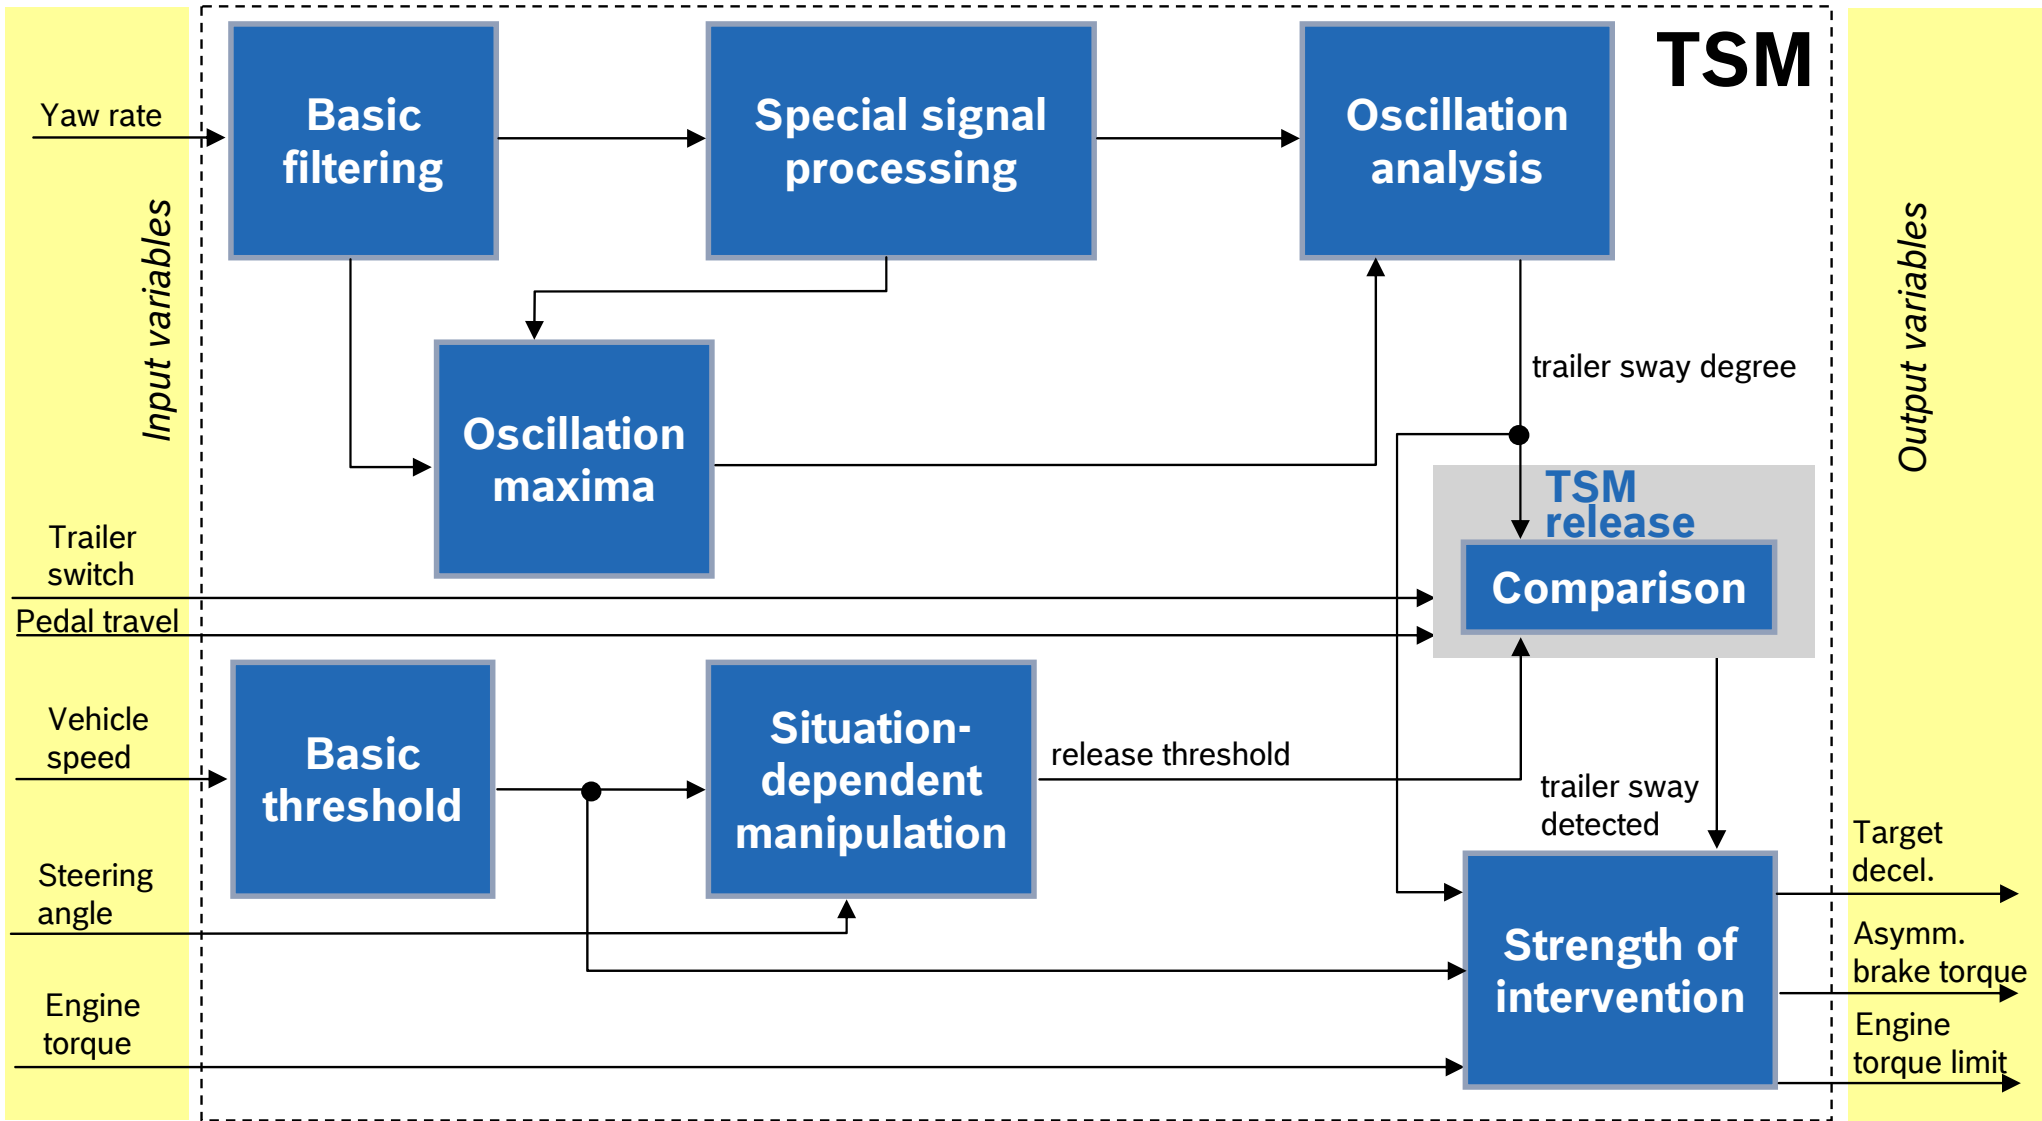 TSM
Yaw rate
Basic
filtering
Special signal
processing
Oscillation
analysis
Input variables
Output variables
trailer sway degree
Oscillation
maxima
TSM
release
Trailer
switch
Comparison
Pedal travel
Vehicle
speed
Basic
threshold
Situation-
dependent
manipulation
release threshold
trailer sway
detected
Target
decel.
Steering
angle
Strength of
intervention
Asymm.
brake torque
Engine
torque
Engine
torque limit